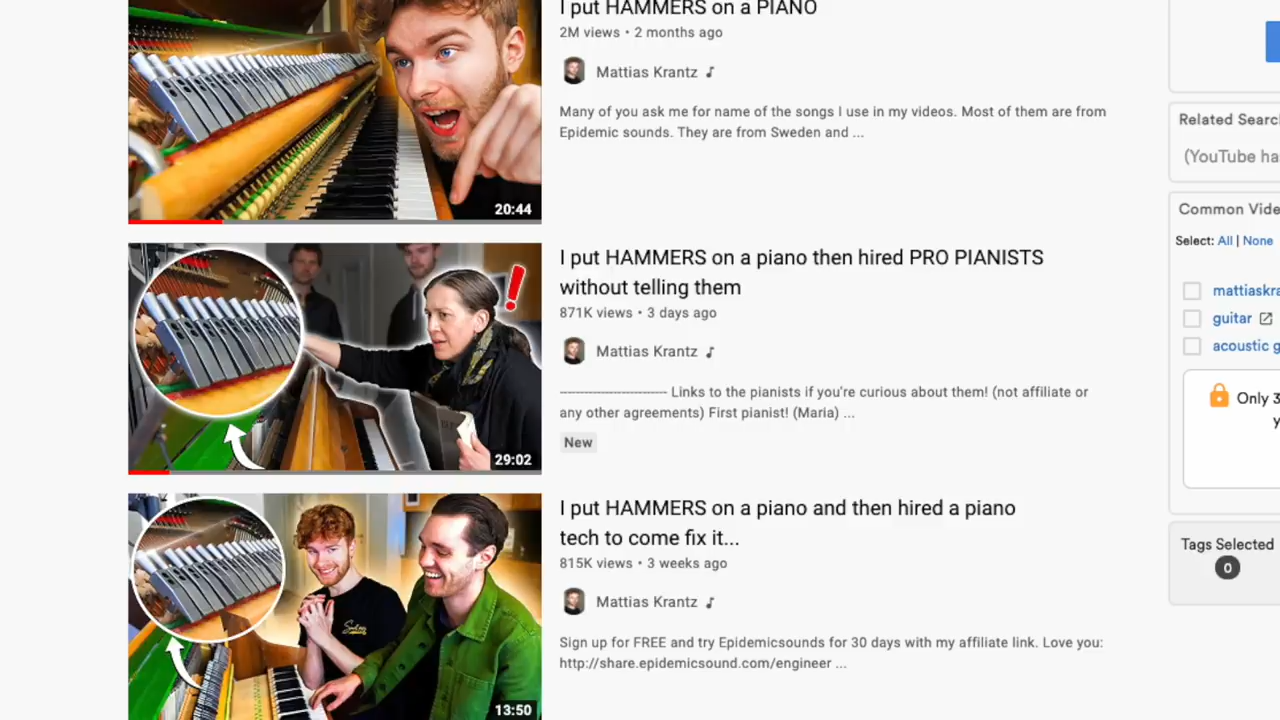 I put HAMMERS on a PIANO
2M views • 2 months ago
Mattias Krantz ♪
Many of you ask me for name of the songs I use in my videos. Most of them are from
Epidemic sounds. They are from Sweden and ...
20:44
I put HAMMERS on a piano then hired PRO PIANISTS
without telling them
871K views • 3 days ago
Mattias Krantz ♪
------------------------- Links to the pianists if you're curious about them! (not affiliate or
any other agreements) First pianist! (Maria) ...
New
29:02
I put HAMMERS on a piano and then hired a piano
tech to come fix it...
815K views • 3 weeks ago
Mattias Krantz ♪
Sign up for FREE and try Epidemicsounds for 30 days with my affiliate link. Love you:
http://share.epidemicsound.com/engineer ...
13:50
Related Searc
(YouTube ha
Common Vide
Select: All | None
mattiaskra
guitar
acoustic g
Only 3
y
Tags Selected
0